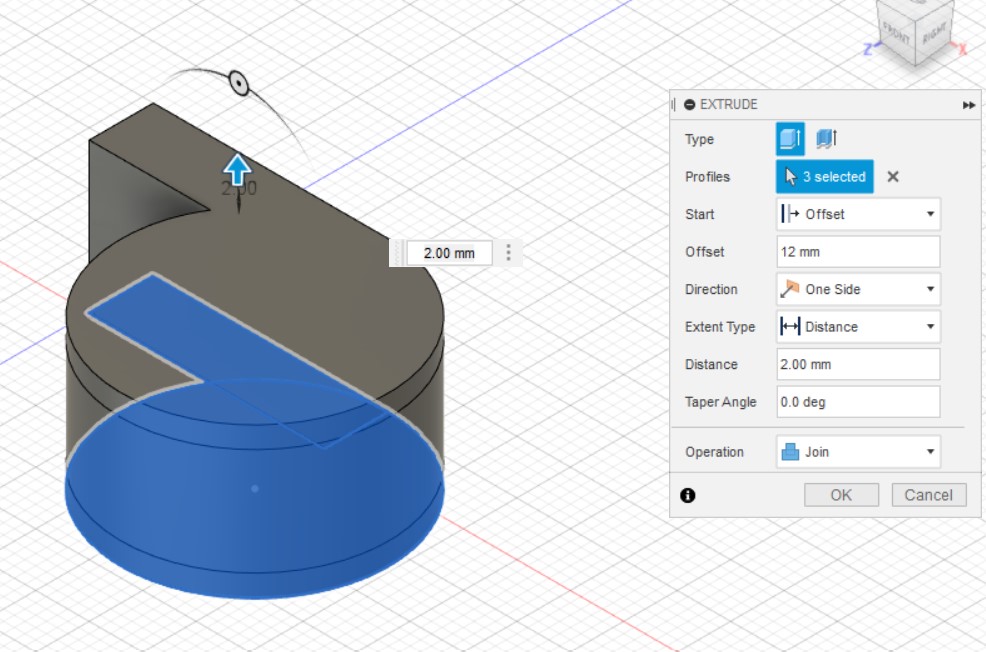 FRONT
RIGHT
Z
X
EXTRUDE
Type
Profiles 3 selected
Start Offset
Offset 12 mm
Direction One Side
Extent Type Distance
Distance 2.00 mm
Taper Angle 0.0 deg
Operation Join
OK Cancel
2.00
2.00 mm